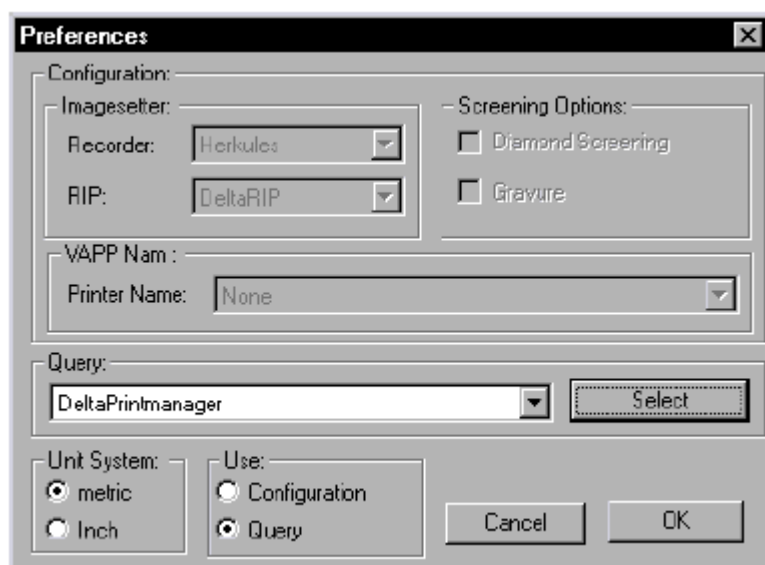 Preferences
Configuration:
Imagesetter:
Recorder: Herkules
RIP: DeltaRIP
Screening Options:
Diamond Screening
Gravure
VAPP Nam :
Printer Name: None
Query:
DeltaPrintmanager Select
Unit System:
metric
Inch
Use:
Configuration
Query
Cancel OK